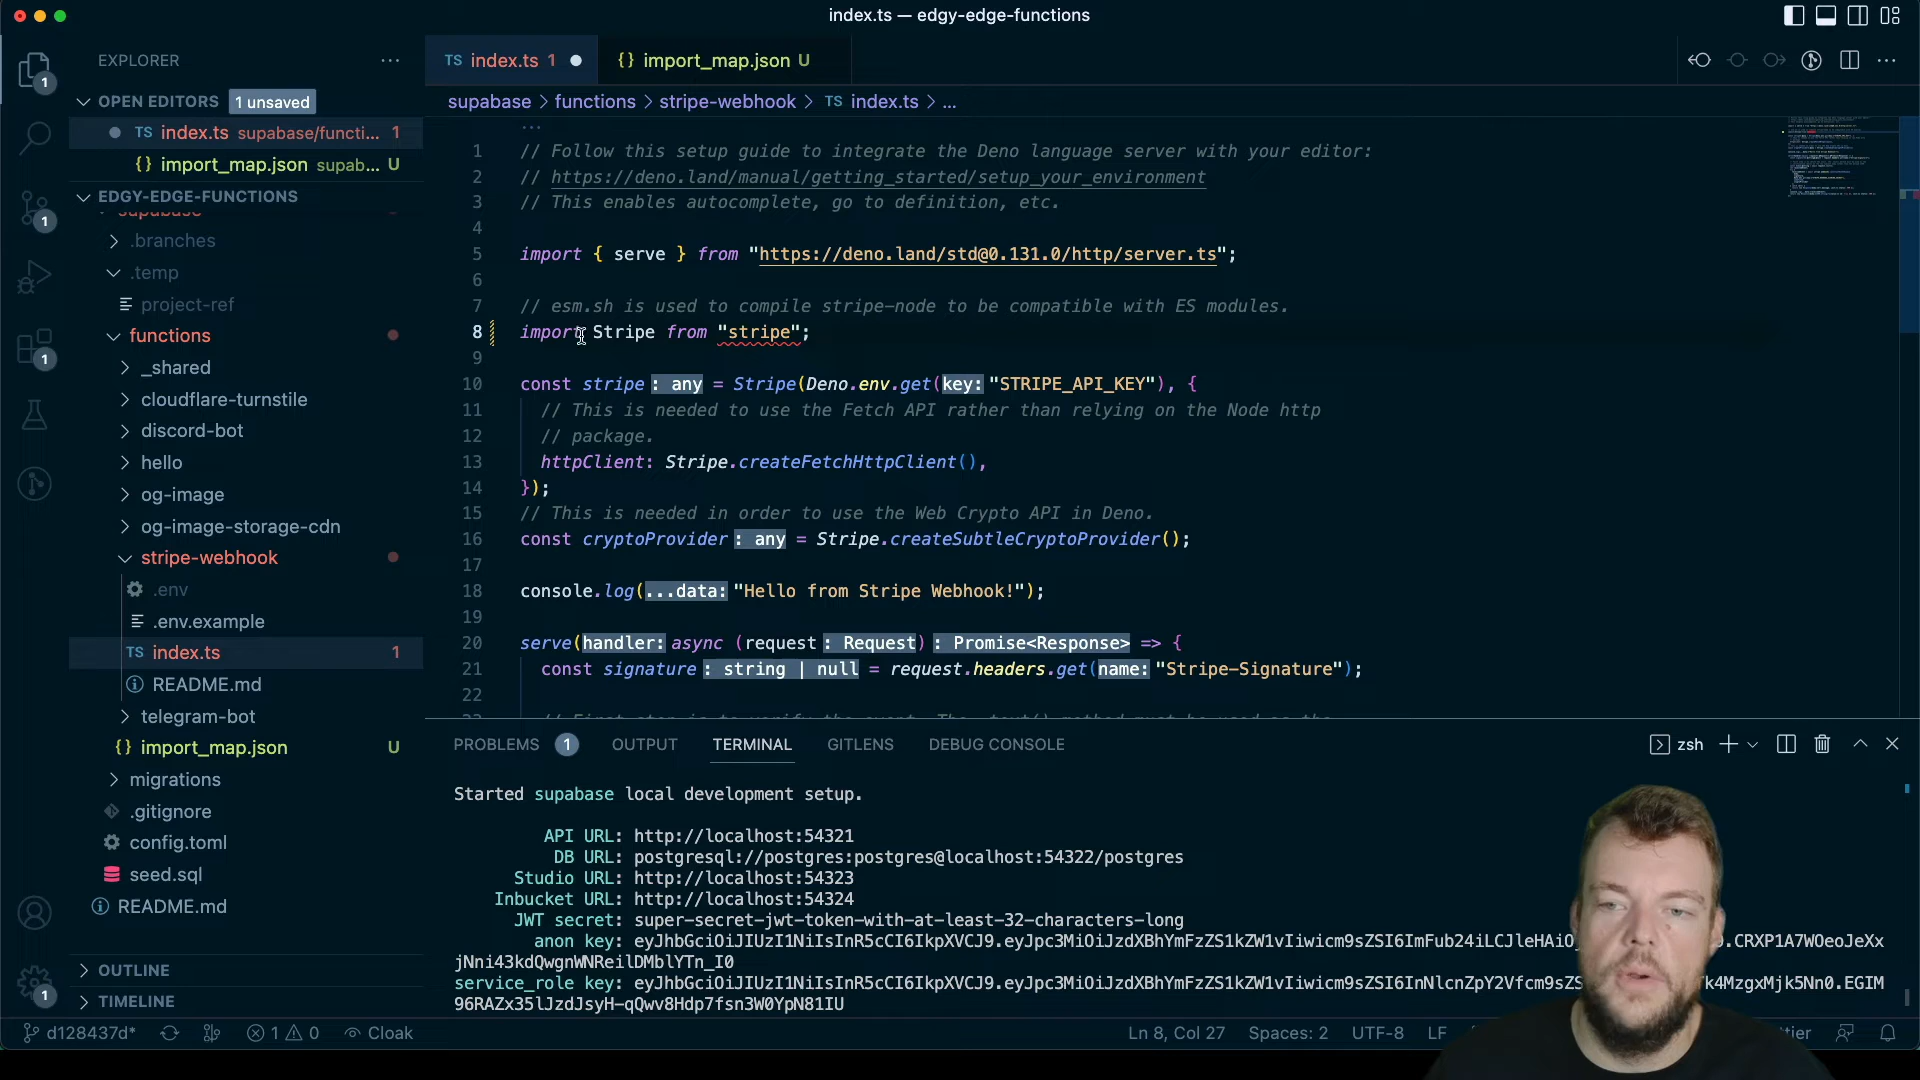 index.ts — edgy-edge-functions
EXPLORER
TS index.ts 1
{} import_map.json U
1
OPEN EDITORS 1 unsaved
supabase > functions > stripe-webhook > TS index.ts > ...
TS index.ts supabase/functi... 1
{} import_map.json supab... U
EDGY-EDGE-FUNCTIONS
supabase
.branches
.temp
project-ref
functions
_shared
cloudflare-turnstile
discord-bot
hello
og-image
og-image-storage-cdn
stripe-webhook
.env
.env.example
TS index.ts 1
README.md
telegram-bot
{} import_map.json U
migrations
.gitignore
config.toml
seed.sql
README.md
OUTLINE
TIMELINE
1
1
1
...
1 // Follow this setup guide to integrate the Deno language server with your editor:
2 // https://deno.land/manual/getting_started/setup_your_environment
3 // This enables autocomplete, go to definition, etc.
4
5 import { serve } from "https://deno.land/std@0.131.0/http/server.ts";
6
7 // esm.sh is used to compile stripe-node to be compatible with ES modules.
8 import Stripe from "stripe";
9
10 const stripe: any = Stripe(Deno.env.get(key:"STRIPE_API_KEY"), {
11 // This is needed to use the Fetch API rather than relying on the Node http
12 // package.
13 httpClient: Stripe.createFetchHttpClient(),
14 });
15 // This is needed in order to use the Web Crypto API in Deno.
16 const cryptoProvider: any = Stripe.createSubtleCryptoProvider();
17
18 console.log(...data:"Hello from Stripe Webhook!");
19
20 serve(handler:async (request: Request): Promise<Response> => {
21 const signature: string | null = request.headers.get(name:"Stripe-Signature");
22
PROBLEMS 1 OUTPUT TERMINAL GITLENS DEBUG CONSOLE
zsh
Started supabase local development setup.
API URL: http://localhost:54321
DB URL: postgresql://postgres:postgres@localhost:54322/postgres
Studio URL: http://localhost:54323
Inbucket URL: http://localhost:54324
JWT secret: super-secret-jwt-token-with-at-least-32-characters-long
anon key: eyJhbGciOiJIUzI1NiIsInR5cCI6IkpXVCJ9.eyJpc3MiOiJzdXBhYmFzZS1kZW1vIiwicm9sZSI6ImFub24iLCJleHAiO .CRXP1A7WOeoJeXx
jNni43kdQwgnWNReilDMblYTn_I0
service_role key: eyJhbGciOiJIUzI1NiIsInR5cCI6IkpXVCJ9.eyJpc3MiOiJzdXBhYmFzZS1kZW1vIiwicm9sZSI6InNlcnZpY2Vfcm9sZS k4MzgxMjk5Nn0.EGIM
96RAZx35lJzdJsyH-qQwv8Hdp7fsn3W0YpN81IU
d128437d* 1 0 Cloak
Ln 8, Col 27 Spaces: 2 UTF-8 LF